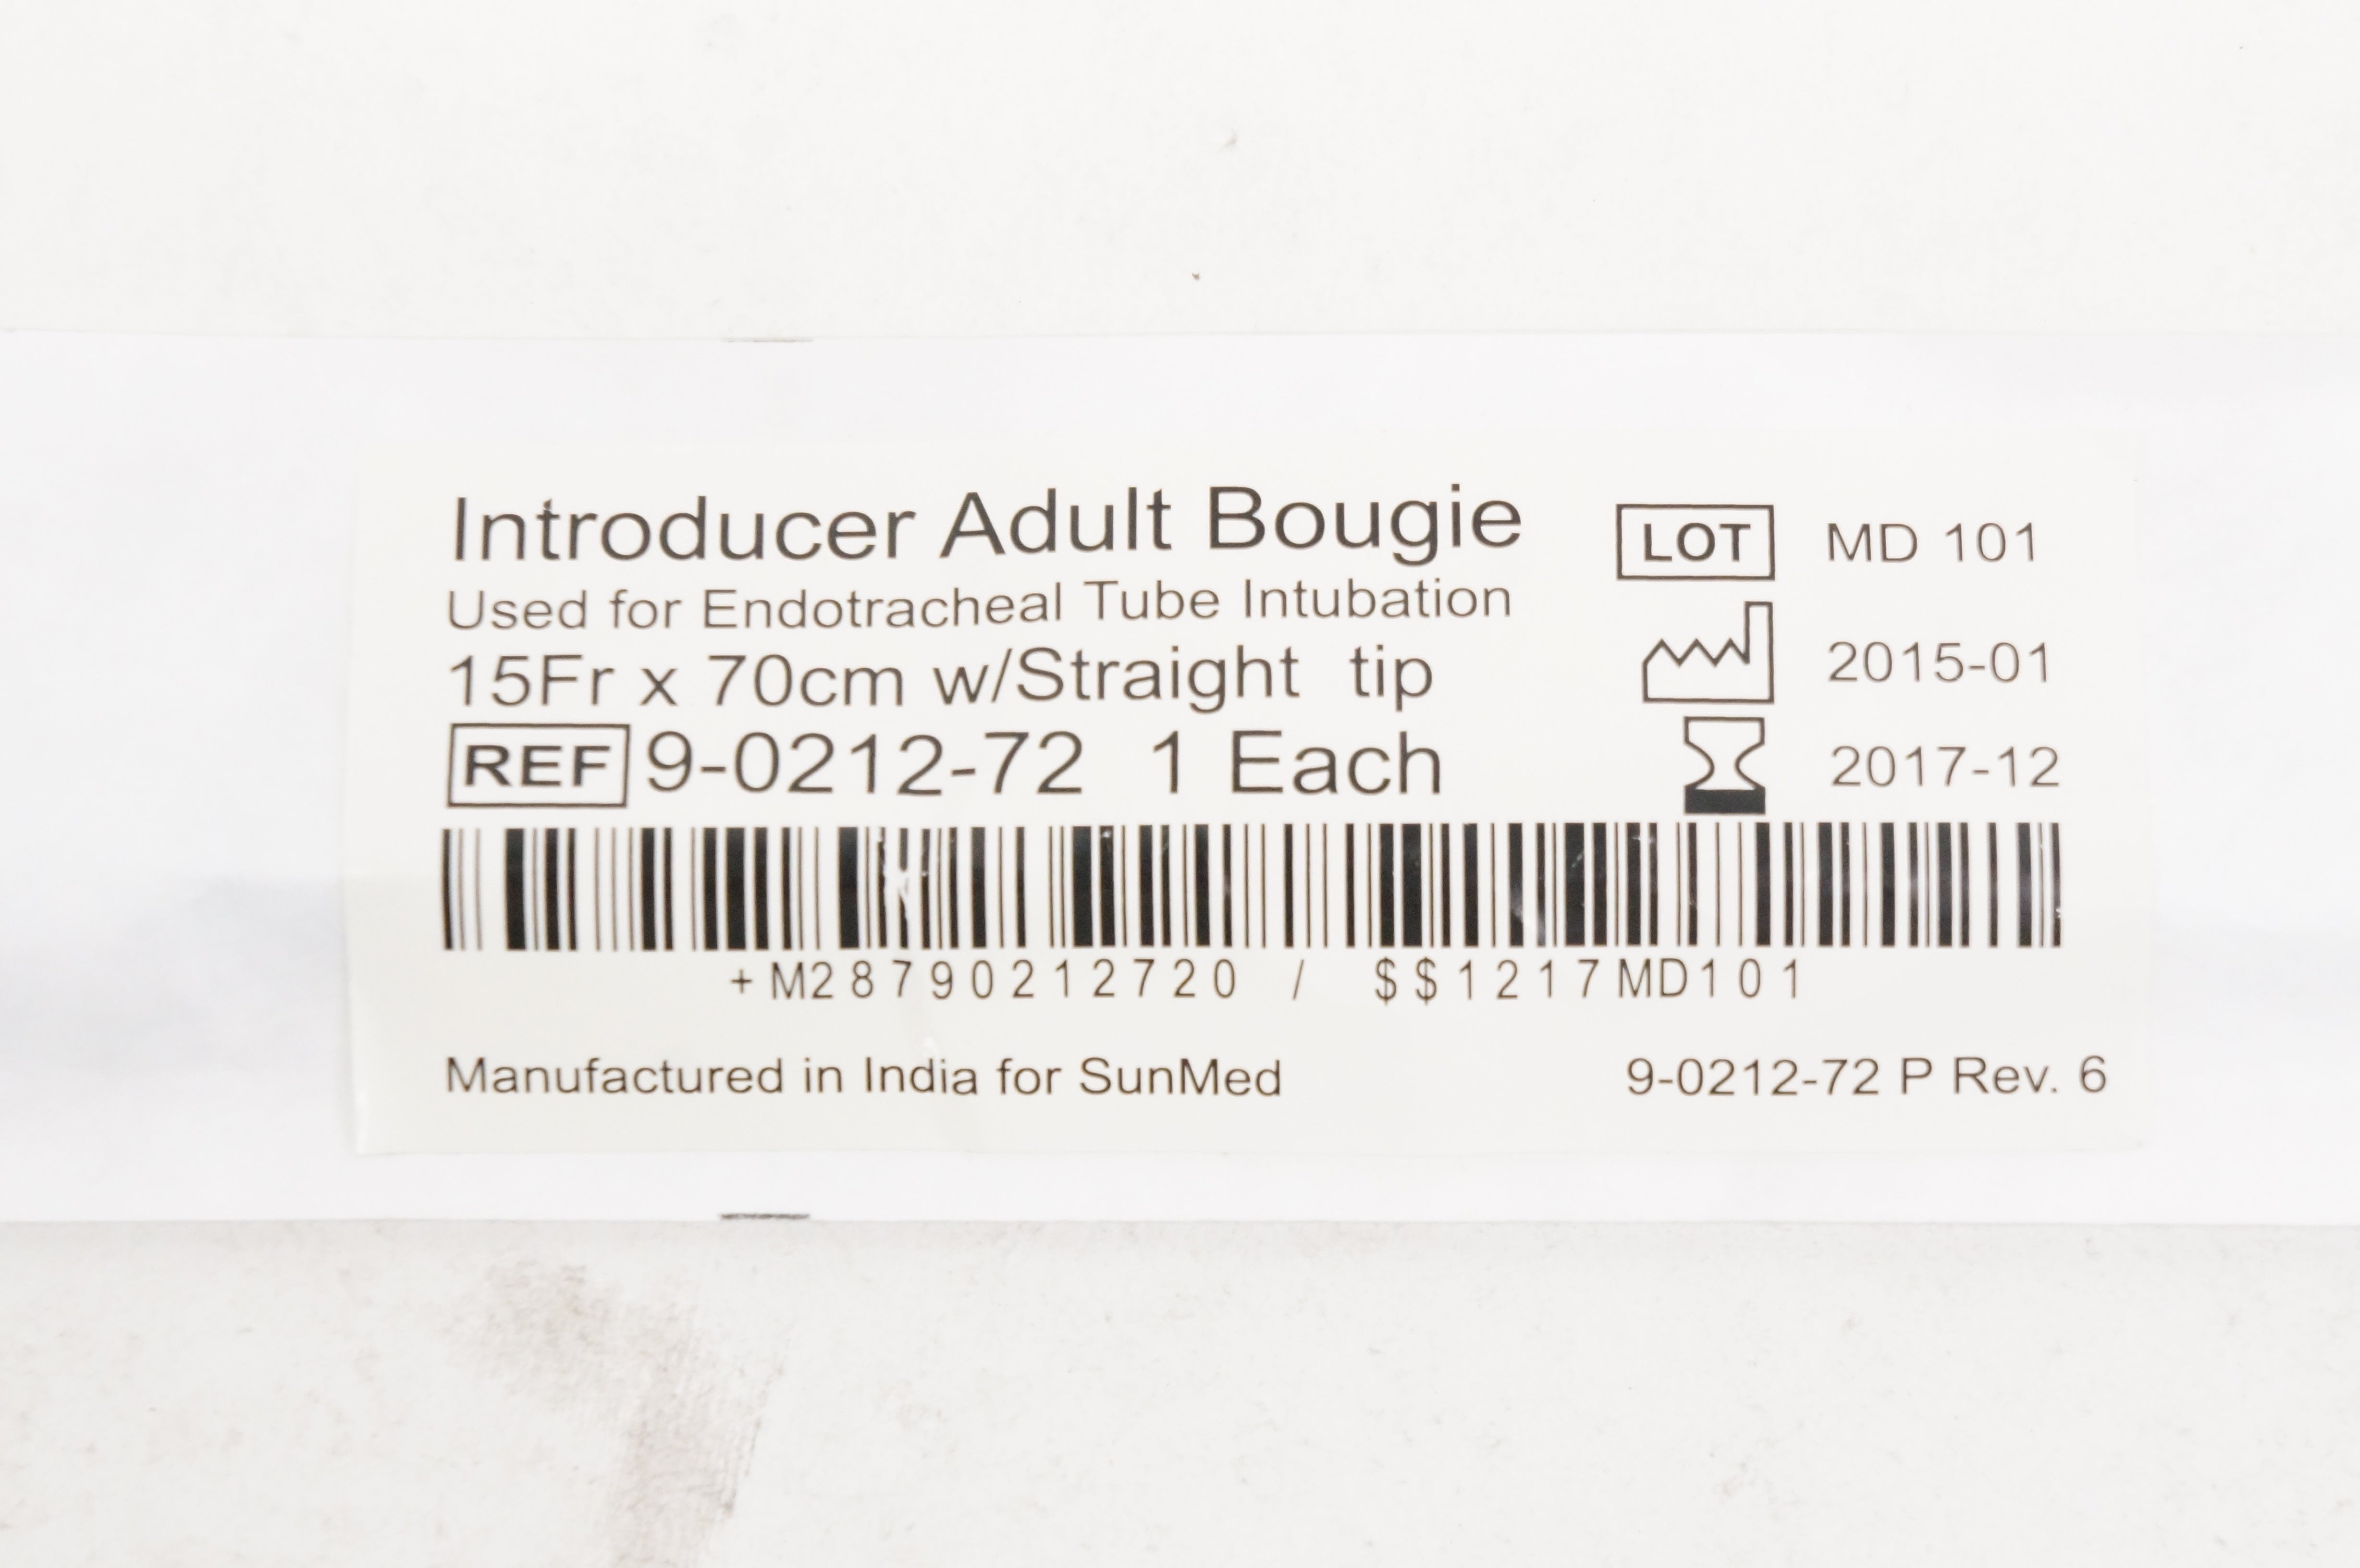 Introducer Adult Bougie
Used for Endotracheal Tube Intubation
15Fr x 70cm w/Straight tip
REF 9-0212-72 1 Each
LOT MD 101
2015-01
2017-12
+M28790212720 / $$1217MD101
Manufactured in India for SunMed
9-0212-72 P Rev. 6